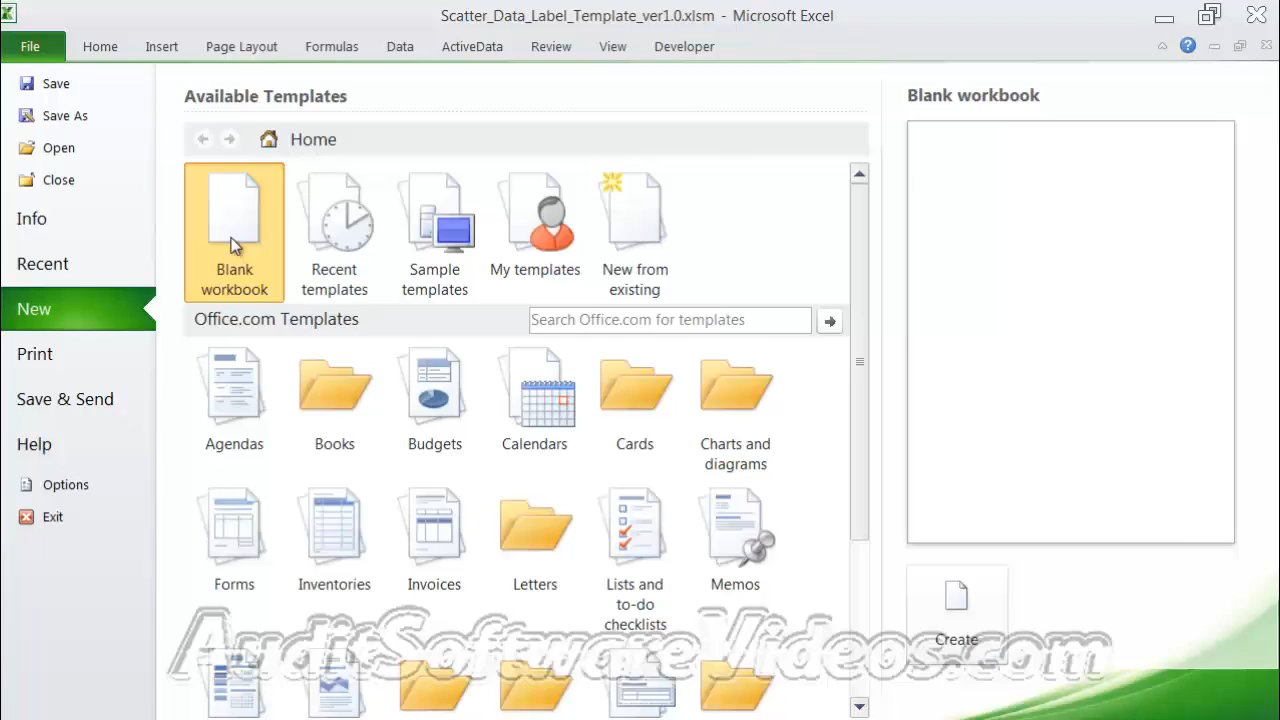 Scatter_Data_Label_Template_ver1.0.xlsm - Microsoft Excel
File Home Insert Page Layout Formulas Data ActiveData Review View Developer
Save
Save As
Open
Close
Info
Recent
New
Print
Save & Send
Help
Options
Exit
Available Templates
Home
Blank workbook
Recent templates
Sample templates
My templates
New from existing
Office.com Templates
Search Office.com for templates
Agendas
Books
Budgets
Calendars
Cards
Charts and diagrams
Forms
Inventories
Invoices
Letters
Lists and to-do checklists
Memos
Blank workbook
Create
AuditSoftwareVideos.com